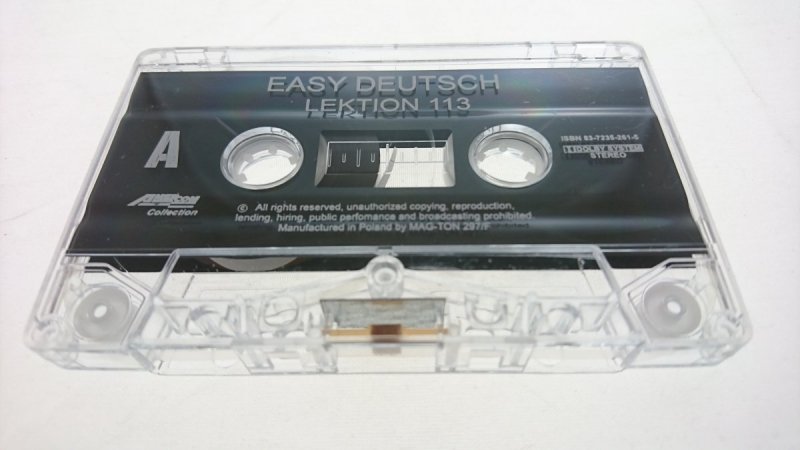 EASY DEUTSCH
LEKTION 113
A
ISBN 83-7235-261-5
DOLBY SYSTEM
STEREO
Collection
© All rights reserved, unauthorized copying, reproduction,
lending, hiring, public perfomance and broadcasting prohibited.
Manufactured in Poland by MAG-TON 297/F